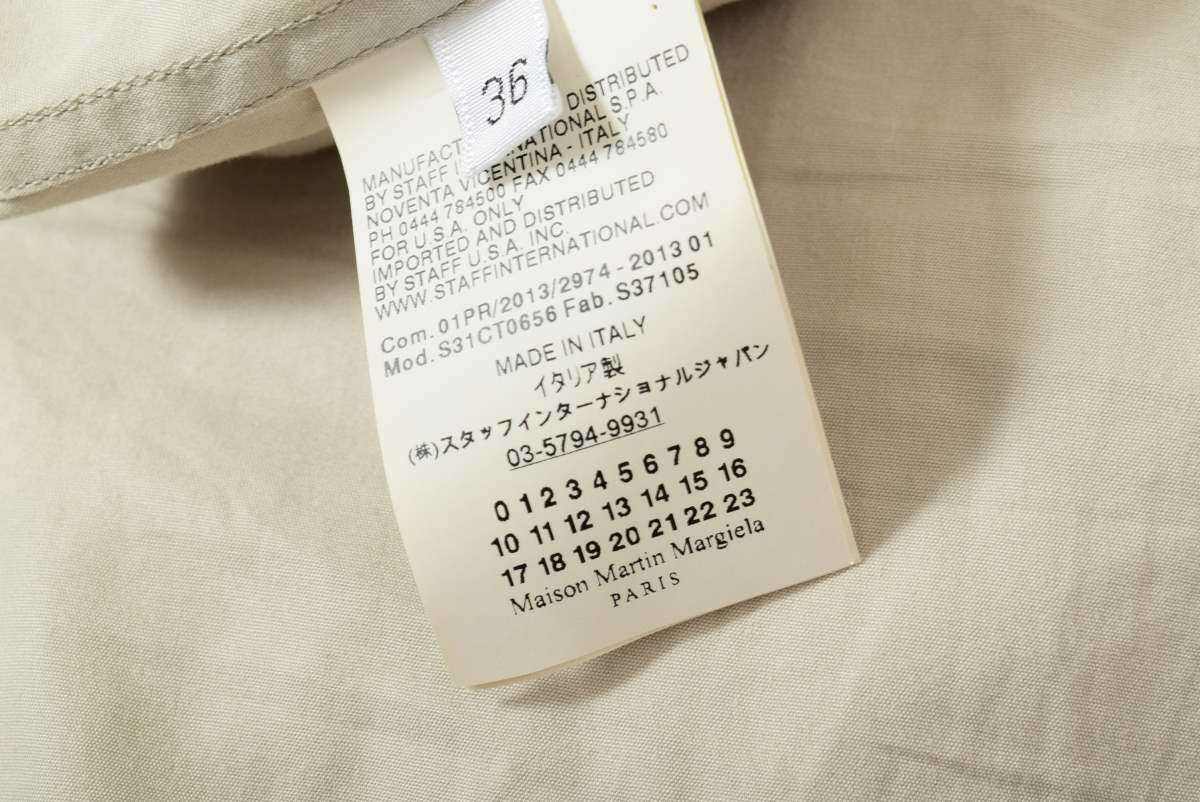 36
DISTRIBUTED
BY STAFF NATIONAL S.P.A.
NOVENTA VICENTINA - ITALY
PH 0444 784500 FAX 0444 784580
FOR U.S.A. ONLY
IMPORTED AND DISTRIBUTED
BY STAFF U.S.A. INC.
WWW.STAFFINTERNATIONAL.COM
Com. 01PR/2013/2974 - 2013 01
Mod. S31CT0656 Fab. S37105
MADE IN ITALY
イタリア製
(株)スタッフインターナショナルジャパン
03-5794-9931
0 1 2 3 4 5 6 7 8 9
10 11 12 13 14 15 16
17 18 19 20 21 22 23
Maison Martin Margiela
PARIS